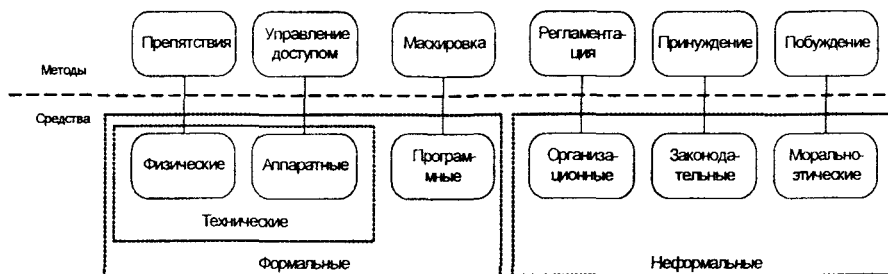 Препятствия
Управление
доступом
Маскировка
Регламента-
ция
Принуждение
Побуждение
Методы
Средства
Физические
Аппаратные
Програм-
мные
Организа-
ционные
Законода-
тельные
Морально-
этические
Технические
Формальные
Неформальные